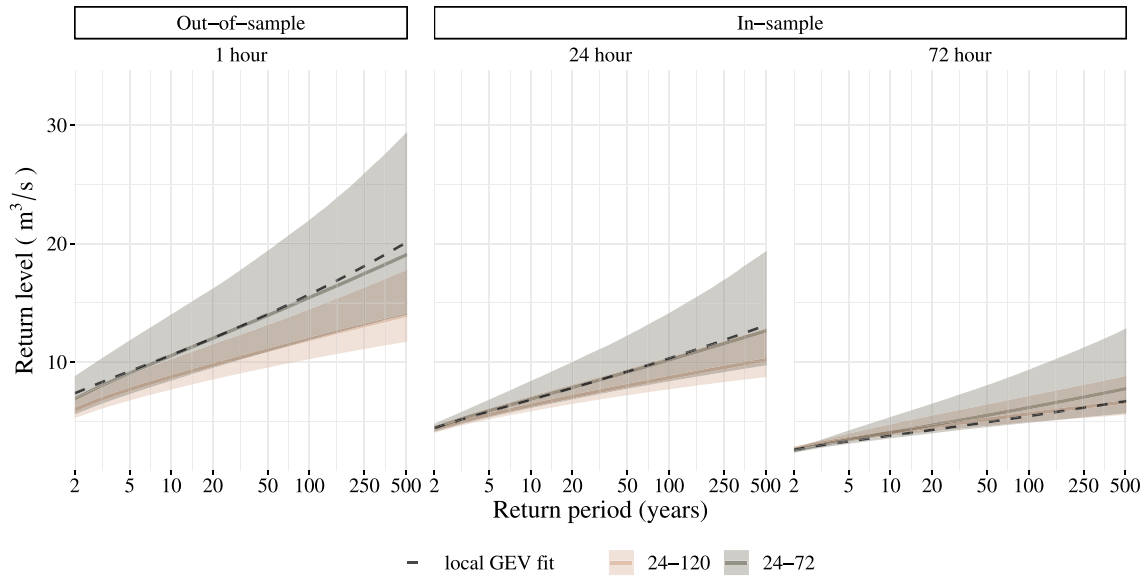 Out−of−sample
In−sample
1 hour
24 hour
72 hour
Return level ( m³/s )
30
20
10
2 5 10 20 50 100 250 500
2 5 10 20 50 100 250 500
2 5 10 20 50 100 250 500
Return period (years)
local GEV fit
24−120
24−72